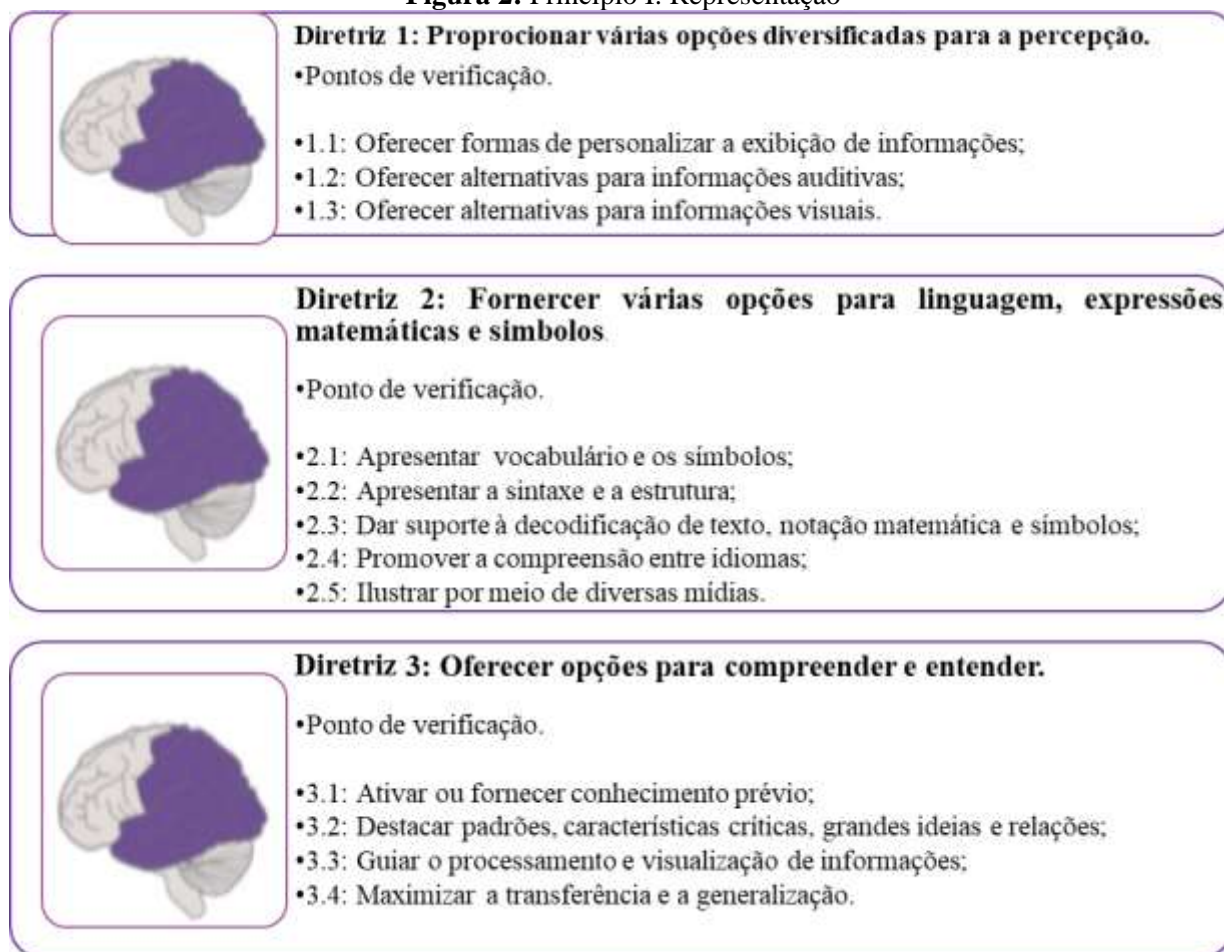 Figura 2: Princípio I: Representação
Diretriz 1: Proprocionar várias opções diversificadas para a percepção.
•Pontos de verificação.
•1.1: Oferecer formas de personalizar a exibição de informações;
•1.2: Oferecer alternativas para informações auditivas;
•1.3: Oferecer alternativas para informações visuais.
Diretriz 2: Fornercer várias opções para linguagem, expressões
matemáticas e simbolos.
•Ponto de verificação.
•2.1: Apresentar vocabulário e os símbolos;
•2.2: Apresentar a sintaxe e a estrutura;
•2.3: Dar suporte à decodificação de texto, notação matemática e símbolos;
•2.4: Promover a compreensão entre idiomas;
•2.5: Ilustrar por meio de diversas mídias.
Diretriz 3: Oferecer opções para compreender e entender.
•Ponto de verificação.
•3.1: Ativar ou fornecer conhecimento prévio;
•3.2: Destacar padrões, características críticas, grandes ideias e relações;
•3.3: Guiar o processamento e visualização de informações;
•3.4: Maximizar a transferência e a generalização.